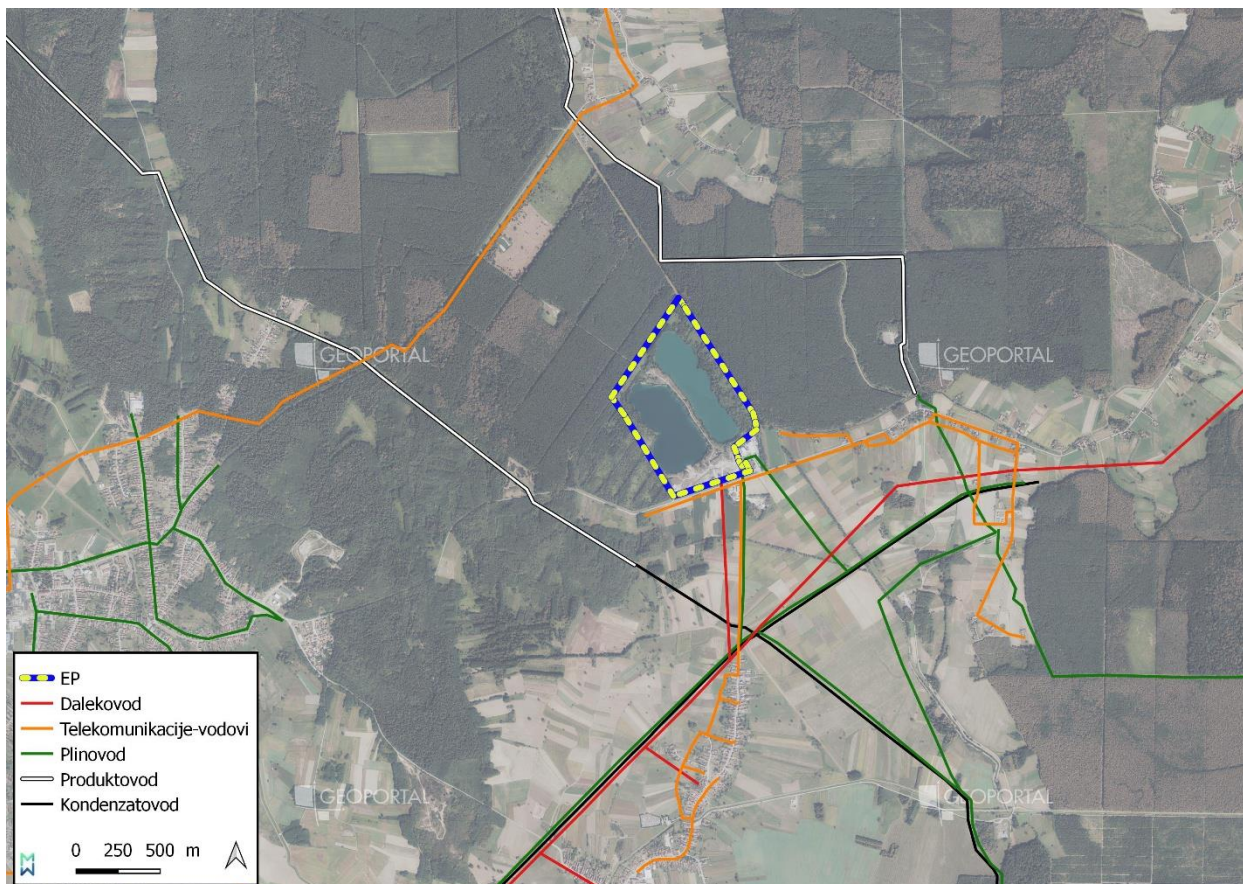 GEOPORTAL
GEOPORTAL
EP
Dalekovod
Telekomunikacije-vodovi
Plinovod
Produktovod
Kondenzatovod
GEOPORTAL
GEOPORTAL
0 250 500 m